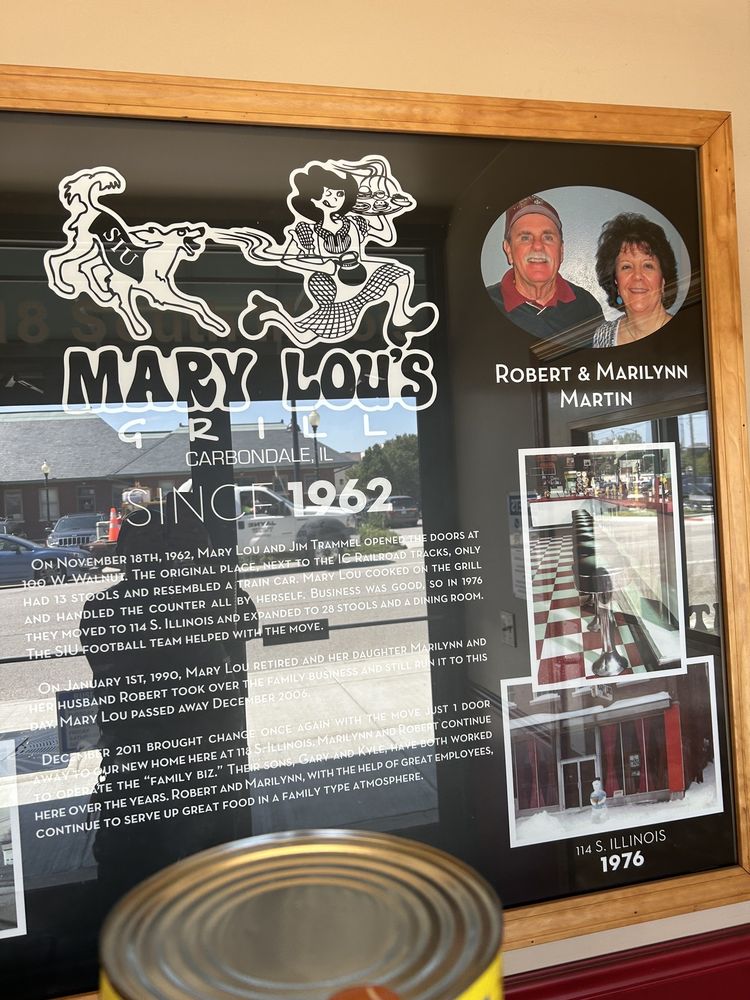 SIU
MARY LOU'S
GRILL
CARBONDALE, IL
SINCE 1962
ROBERT & MARILYNN
MARTIN
ON NOVEMBER 18TH, 1962, MARY LOU AND JIM TRAMMEL OPENED THE DOORS AT
100 W. WALNUT. THE ORIGINAL PLACE, NEXT TO THE IC RAILROAD TRACKS, ONLY
HAD 13 STOOLS AND RESEMBLED A TRAIN CAR. MARY LOU COOKED ON THE GRILL
AND HANDLED THE COUNTER ALL BY HERSELF. BUSINESS WAS GOOD, SO IN 1976
THEY MOVED TO 114 S. ILLINOIS AND EXPANDED TO 28 STOOLS AND A DINING ROOM.
THE SIU FOOTBALL TEAM HELPED WITH THE MOVE.
ON JANUARY 1ST, 1990, MARY LOU RETIRED AND HER DAUGHTER MARILYNN AND
HER HUSBAND ROBERT TOOK OVER THE FAMILY BUSINESS AND STILL RUN IT TO THIS
DAY. MARY LOU PASSED AWAY DECEMBER 2006.
DECEMBER 2011 BROUGHT CHANGE ONCE AGAIN WITH THE MOVE JUST 1 DOOR
AWAY TO OUR NEW HOME HERE AT 118 S. ILLINOIS. MARILYNN AND ROBERT CONTINUE
TO OPERATE THE "FAMILY BIZ." THEIR SONS, GARY AND KYLE, HAVE BOTH WORKED
HERE OVER THE YEARS. ROBERT AND MARILYNN, WITH THE HELP OF GREAT EMPLOYEES,
CONTINUE TO SERVE UP GREAT FOOD IN A FAMILY TYPE ATMOSPHERE.
114 S. ILLINOIS
1976